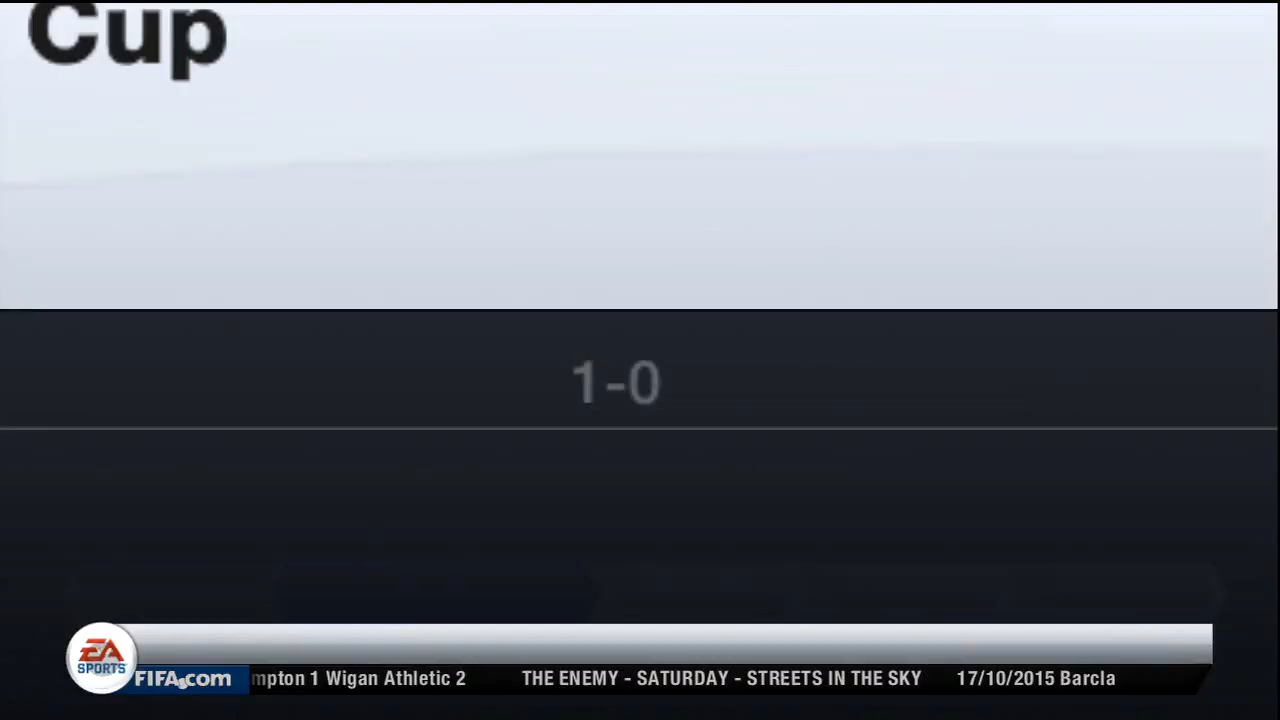 Cup
1-0
EA
SPORTS
FIFA.com mpton 1 Wigan Athletic 2 THE ENEMY - SATURDAY - STREETS IN THE SKY 17/10/2015 Barcla